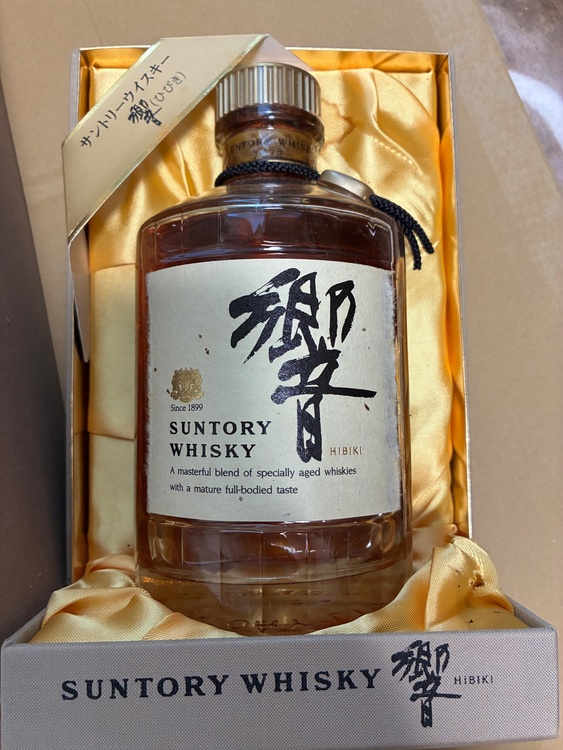 サントリーウイスキー
響(ひびき)
SUNTORY WHISKY
響
Since 1899
SUNTORY
WHISKY
HIBIKI
A masterful blend of specially aged whiskies
with a mature full-bodied taste
SUNTORY WHISKY 響 HIBIKI